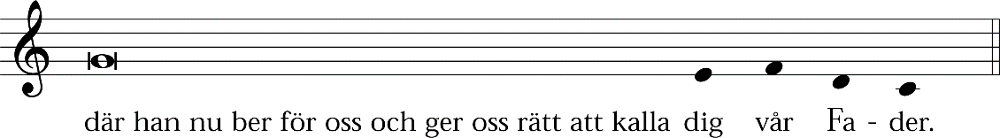 där han nu ber för oss och ger oss rätt att kalla dig vår Fa - der.